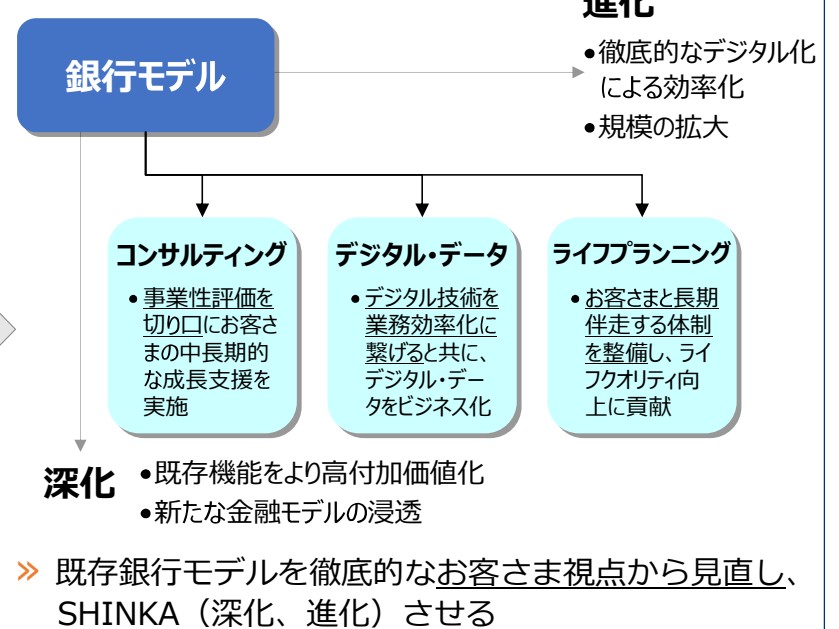 進化
●徹底的なデジタル化
による効率化
●規模の拡大
銀行モデル
コンサルティング
● 事業性評価を
切り口にお客さ
まの中長期的
な成長支援を
実施
デジタル・データ
● デジタル技術を
業務効率化に
繋げると共に、
デジタル・デー
タをビジネス化
ライフプランニング
● お客さまと長期
伴走する体制
を整備し、ライ
フクオリティ向
上に貢献
深化
●既存機能をより高付加価値化
●新たな金融モデルの浸透
» 既存銀行モデルを徹底的なお客さま視点から見直し、
SHINKA（深化、進化）させる